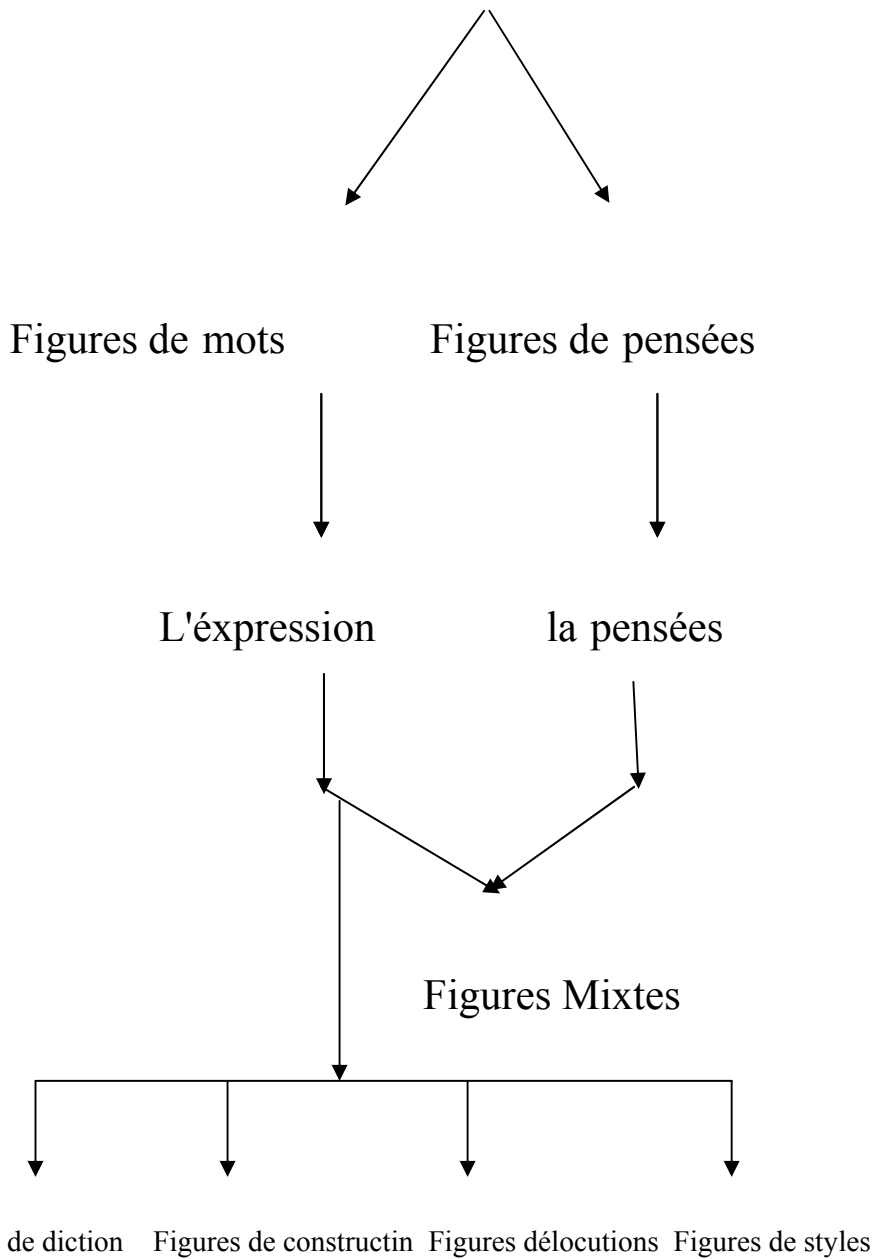 Figures de mots Figures de pensées
L'éxpression la pensées
Figures Mixtes
de diction Figures de constructin Figures délocutions Figures de styles